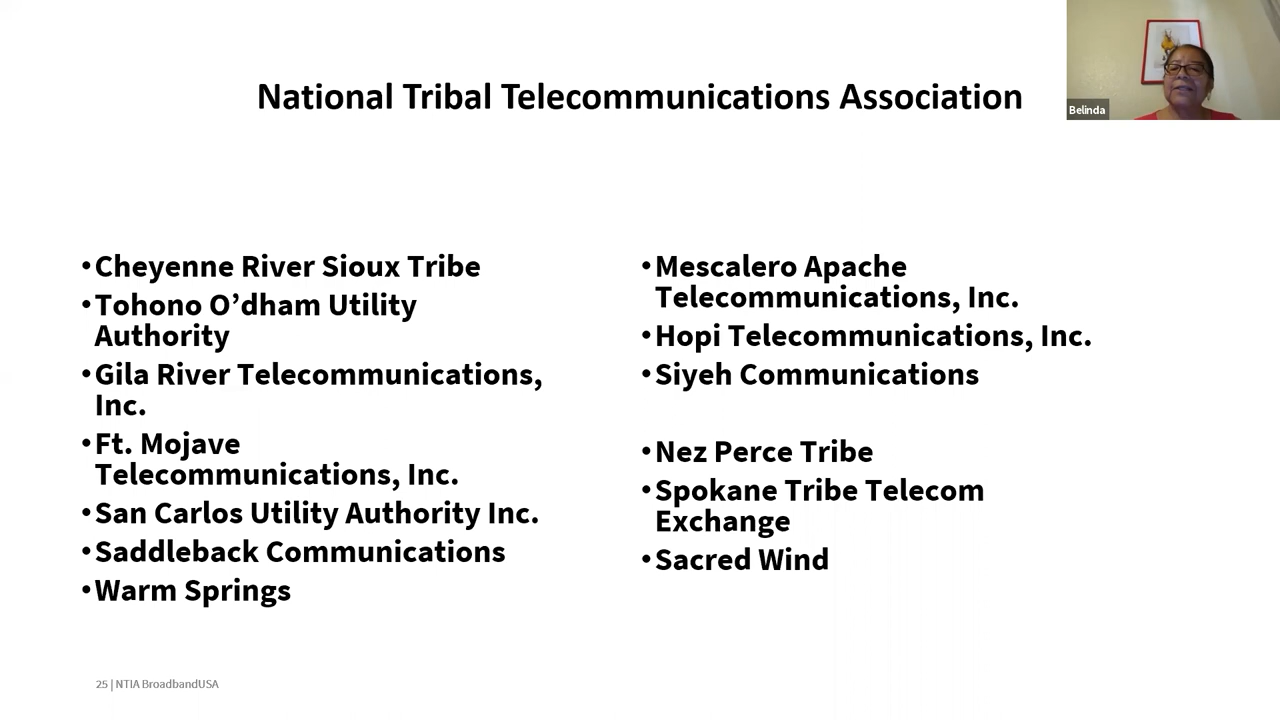 National Tribal Telecommunications Association
Belinda
•Cheyenne River Sioux Tribe
•Tohono O’dham Utility
Authority
•Gila River Telecommunications,
Inc.
•Ft. Mojave
Telecommunications, Inc.
•San Carlos Utility Authority Inc.
•Saddleback Communications
•Warm Springs
•Mescalero Apache
Telecommunications, Inc.
•Hopi Telecommunications, Inc.
•Siyeh Communications
•Nez Perce Tribe
•Spokane Tribe Telecom
Exchange
•Sacred Wind
25 | NTIA BroadbandUSA